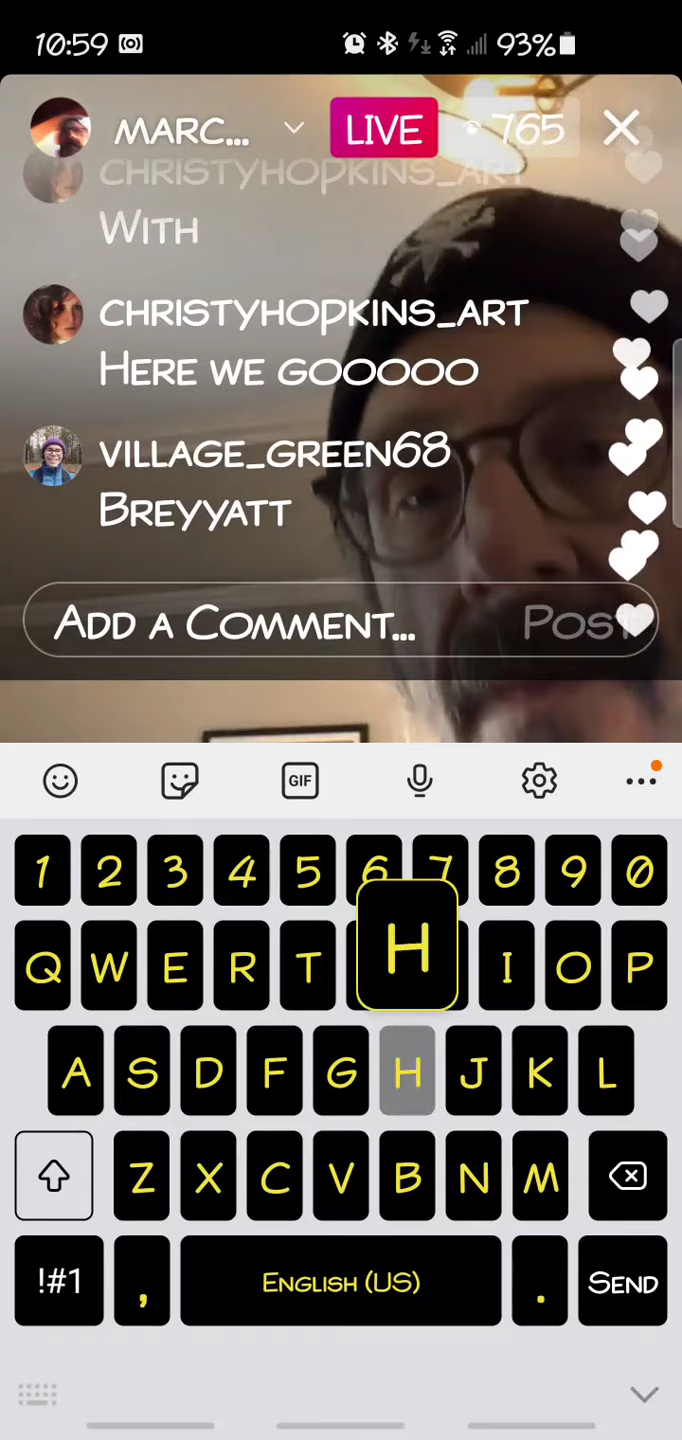 10:59 93%
MARC... LIVE 765
CHRISTYHOPKINS_ART
WITH
CHRISTYHOPKINS_ART
HERE WE GOOOOO
VILLAGE_GREEN68
BREYYATT
ADD A COMMENT... POST
GIF
1 2 3 4 5 6 7 8 9 0
Q W E R T H I O P
A S D F G H J K L
Z X C V B N M
!#1 , ENGLISH (US) . SEND